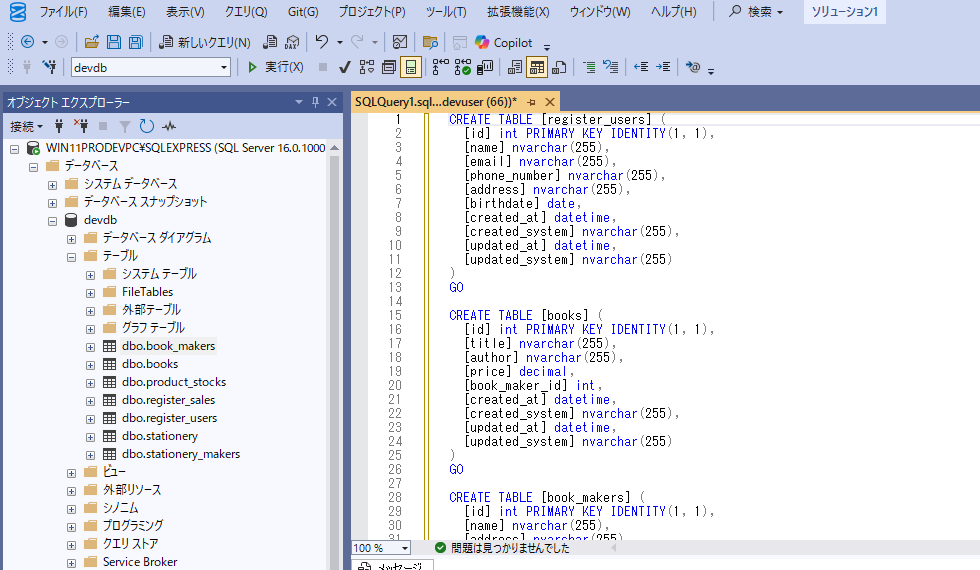 ファイル(F) 編集(E) 表示(V) クエリ(Q) Git(G) プロジェクト(P) ツール(T) 拡張機能(X) ウィンドウ(W) ヘルプ(H) 検索 ソリューション1
新しいクエリ(N) DAX Copilot
devdb 実行(X)
オブジェクト エクスプローラー
接続
WIN11PRODEVPC¥SQLEXPRESS (SQL Server 16.0.1000
データベース
システム データベース
データベース スナップショット
devdb
データベース ダイアグラム
テーブル
システム テーブル
FileTables
外部テーブル
グラフ テーブル
dbo.book_makers
dbo.books
dbo.product_stocks
dbo.register_sales
dbo.register_users
dbo.stationery
dbo.stationery_makers
ビュー
外部リソース
シノニム
プログラミング
クエリ ストア
Service Broker
SQLQuery1.sql...devuser (66))*
1 CREATE TABLE [register_users] (
2 [id] int PRIMARY KEY IDENTITY(1, 1),
3 [name] nvarchar(255),
4 [email] nvarchar(255),
5 [phone_number] nvarchar(255),
6 [address] nvarchar(255),
7 [birthdate] date,
8 [created_at] datetime,
9 [created_system] nvarchar(255),
10 [updated_at] datetime,
11 [updated_system] nvarchar(255)
12 )
13 GO
14
15 CREATE TABLE [books] (
16 [id] int PRIMARY KEY IDENTITY(1, 1),
17 [title] nvarchar(255),
18 [author] nvarchar(255),
19 [price] decimal,
20 [book_maker_id] int,
21 [created_at] datetime,
22 [created_system] nvarchar(255),
23 [updated_at] datetime,
24 [updated_system] nvarchar(255)
25 )
26 GO
27
28 CREATE TABLE [book_makers] (
29 [id] int PRIMARY KEY IDENTITY(1, 1),
30 [name] nvarchar(255),
31 [address] nvarchar(255),
100 % 問題は見つかりませんでした
メッセージ